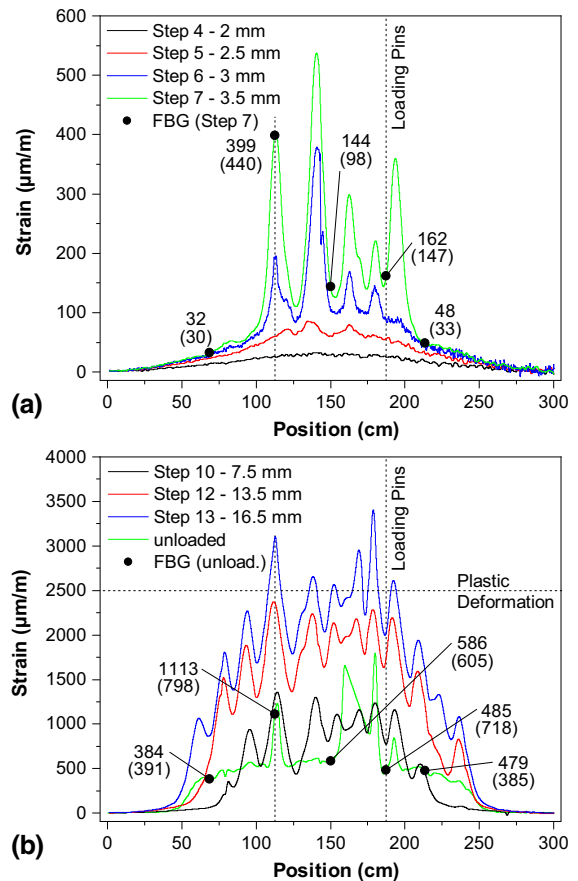 Step 4 - 2 mm
Step 5 - 2.5 mm
Step 6 - 3 mm
Step 7 - 3.5 mm
FBG (Step 7)
Loading Pins
600
500
400
300
200
100
0
Strain (µm/m)
399
(440)
144
(98)
162
(147)
32
(30)
48
(33)
0 50 100 150 200 250 300
Position (cm)
(a)
Step 10 - 7.5 mm
Step 12 - 13.5 mm
Step 13 - 16.5 mm
unloaded
FBG (unload.)
Loading Pins
4000
3500
3000
2500
2000
1500
1000
500
0
Strain (µm/m)
Plastic
Deformation
1113
(798)
586
(605)
384
(391)
485
(718)
479
(385)
0 50 100 150 200 250 300
Position (cm)
(b)